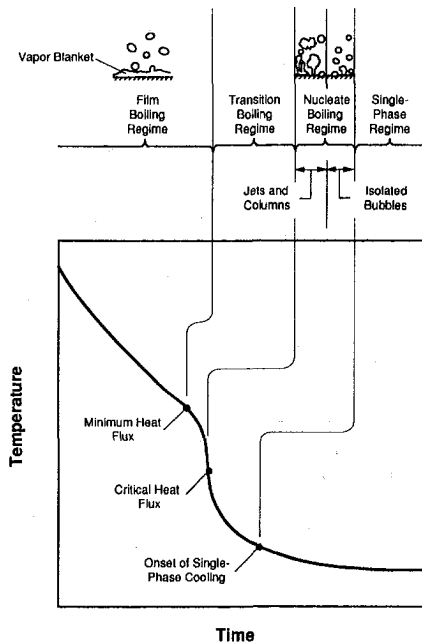 Vapor Blanket
Film
Boiling
Regime
Transition
Boiling
Regime
Nucleate
Boiling
Regime
Single-
Phase
Regime
Jets and
Columns
Isolated
Bubbles
Temperature
Minimum Heat
Flux
Critical Heat
Flux
Onset of Single-
Phase Cooling
Time